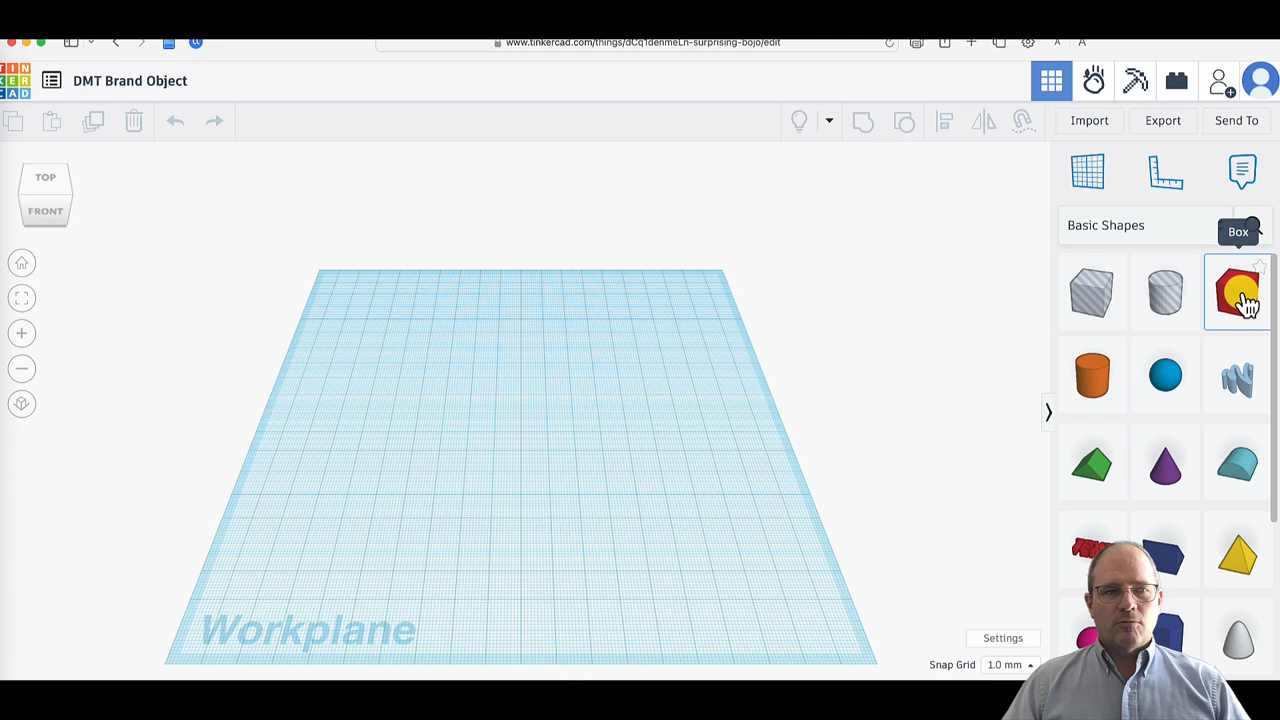 www.tinkercad.com/things/dCq1denmeLn-surprising-bojo/edit
TIN
KER
CAD
DMT Brand Object
Import
Export
Send To
TOP
FRONT
Basic Shapes
Box
Workplane
Settings
Snap Grid
1.0 mm